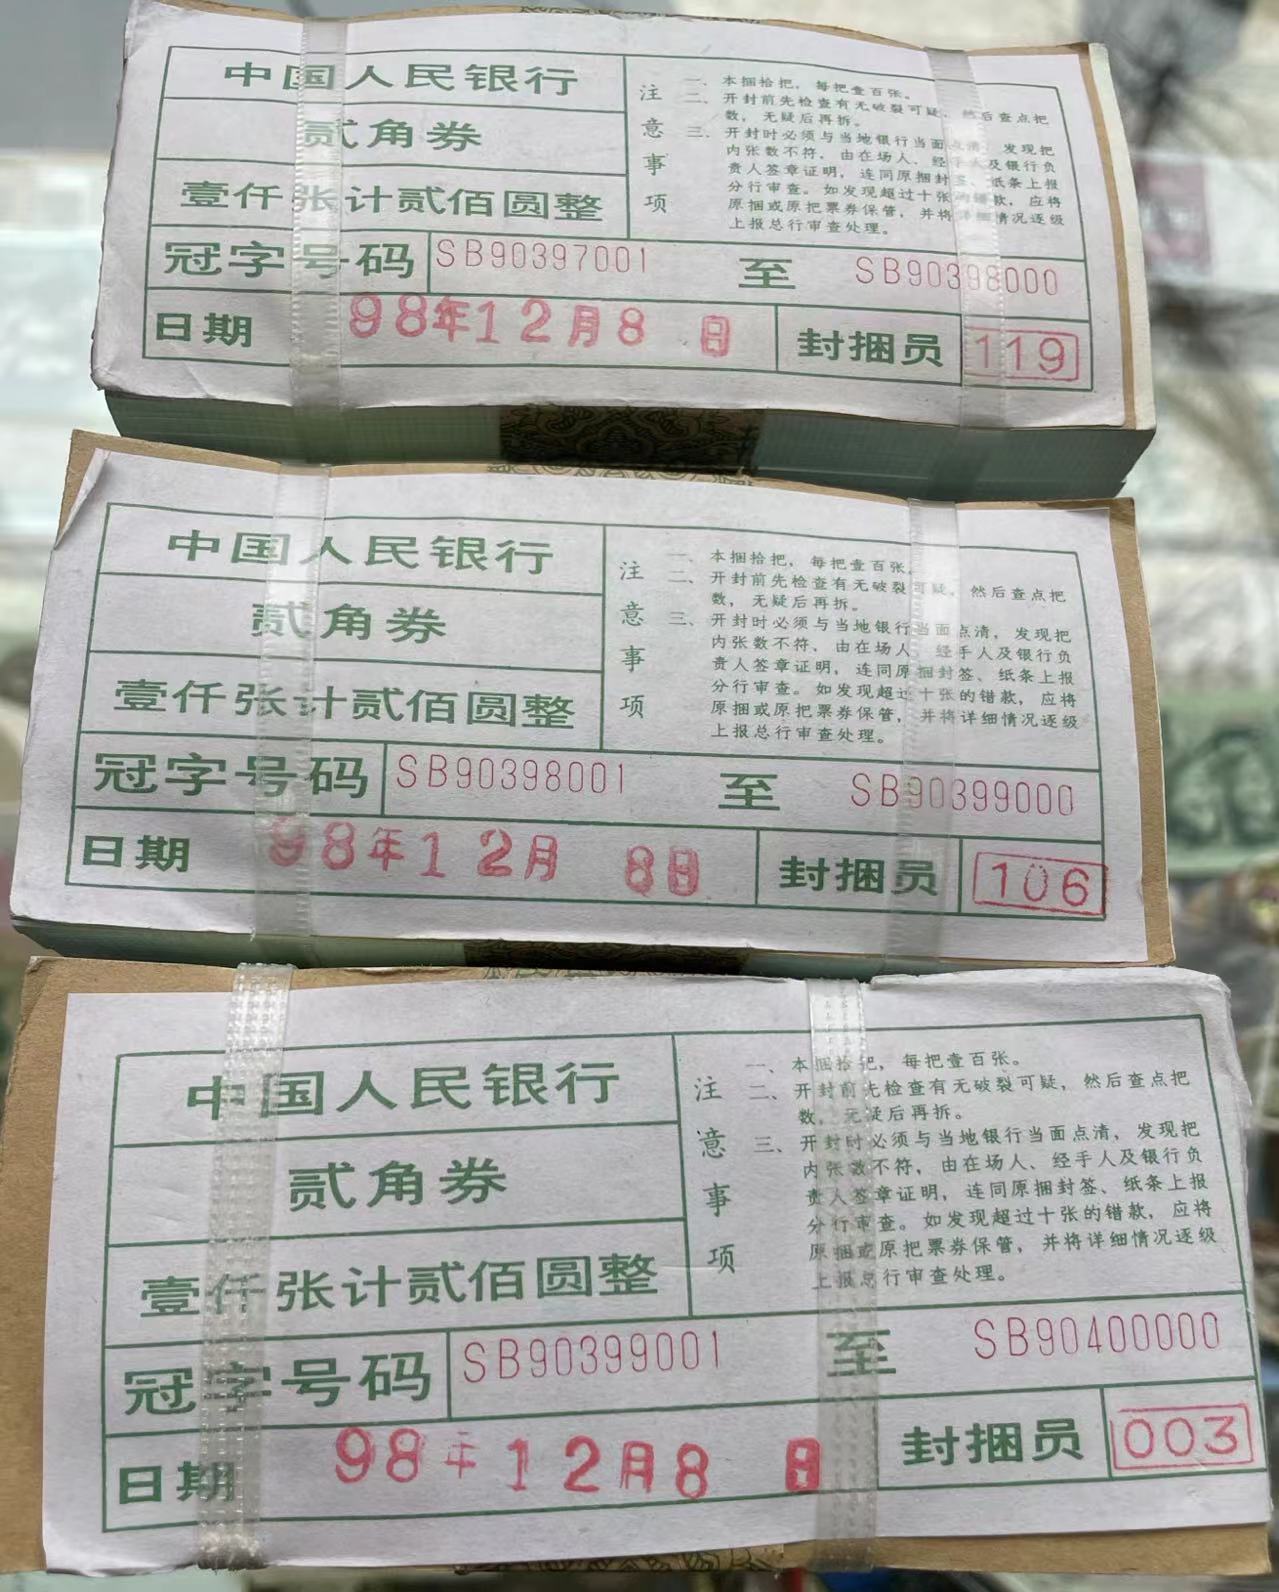 中国人民银行
贰角券
壹仟张计贰佰圆整
注意事项
一、本捆拾把，每把壹百张。
二、开封前先检查有无破裂可疑，然后查点把
数，无疑后再拆。
三、开封时必须与当地银行当面点清，发现把
内张数不符，由在场人、经手人及银行负
责人签章证明，连同原捆封签、纸条上报
分行审查。如发现超过十张的错款，应将
原捆或原把票券保管，并将详细情况逐级
上报总行审查处理。
冠字号码 SB90397001 至 SB90398000
日期 98年12月8日 封捆员 119
中国人民银行
贰角券
壹仟张计贰佰圆整
注意事项
一、本捆拾把，每把壹百张。
二、开封前先检查有无破裂可疑，然后查点把
数，无疑后再拆。
三、开封时必须与当地银行当面点清，发现把
内张数不符、由在场人、经手人及银行负
责人签章证明，连同原捆封签、纸条上报
分行审查。如发现超过十张的错款，应将
原捆或原把票券保管，并将详细情况逐级
上报总行审查处理。
冠字号码 SB90398001 至 SB90399000
日期 98年12月8日 封捆员 106
中国人民银行
贰角券
壹仟张计贰佰圆整
注意事项
一、本捆拾把，每把壹百张。
二、开封前先检查有无破裂可疑，然后查点把
数，无疑后再拆。
三、开封时必须与当地银行当面点清，发现把
内张数不符，由在场人、经手人及银行负
责人签章证明，连同原捆封签、纸条上报
分行审查。如发现超过十张的错款，应将
原捆或原把票券保管，并将详细情况逐级
上报总行审查处理。
冠字号码 SB90399001 至 SB90400000
日期 98年12月8日 封捆员 003